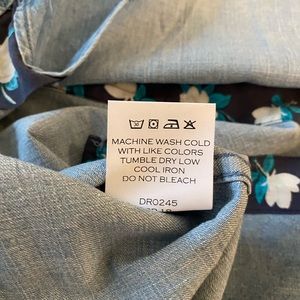 MACHINE WASH COLD
WITH LIKE COLORS
TUMBLE DRY LOW
COOL IRON
DO NOT BLEACH
DR0245